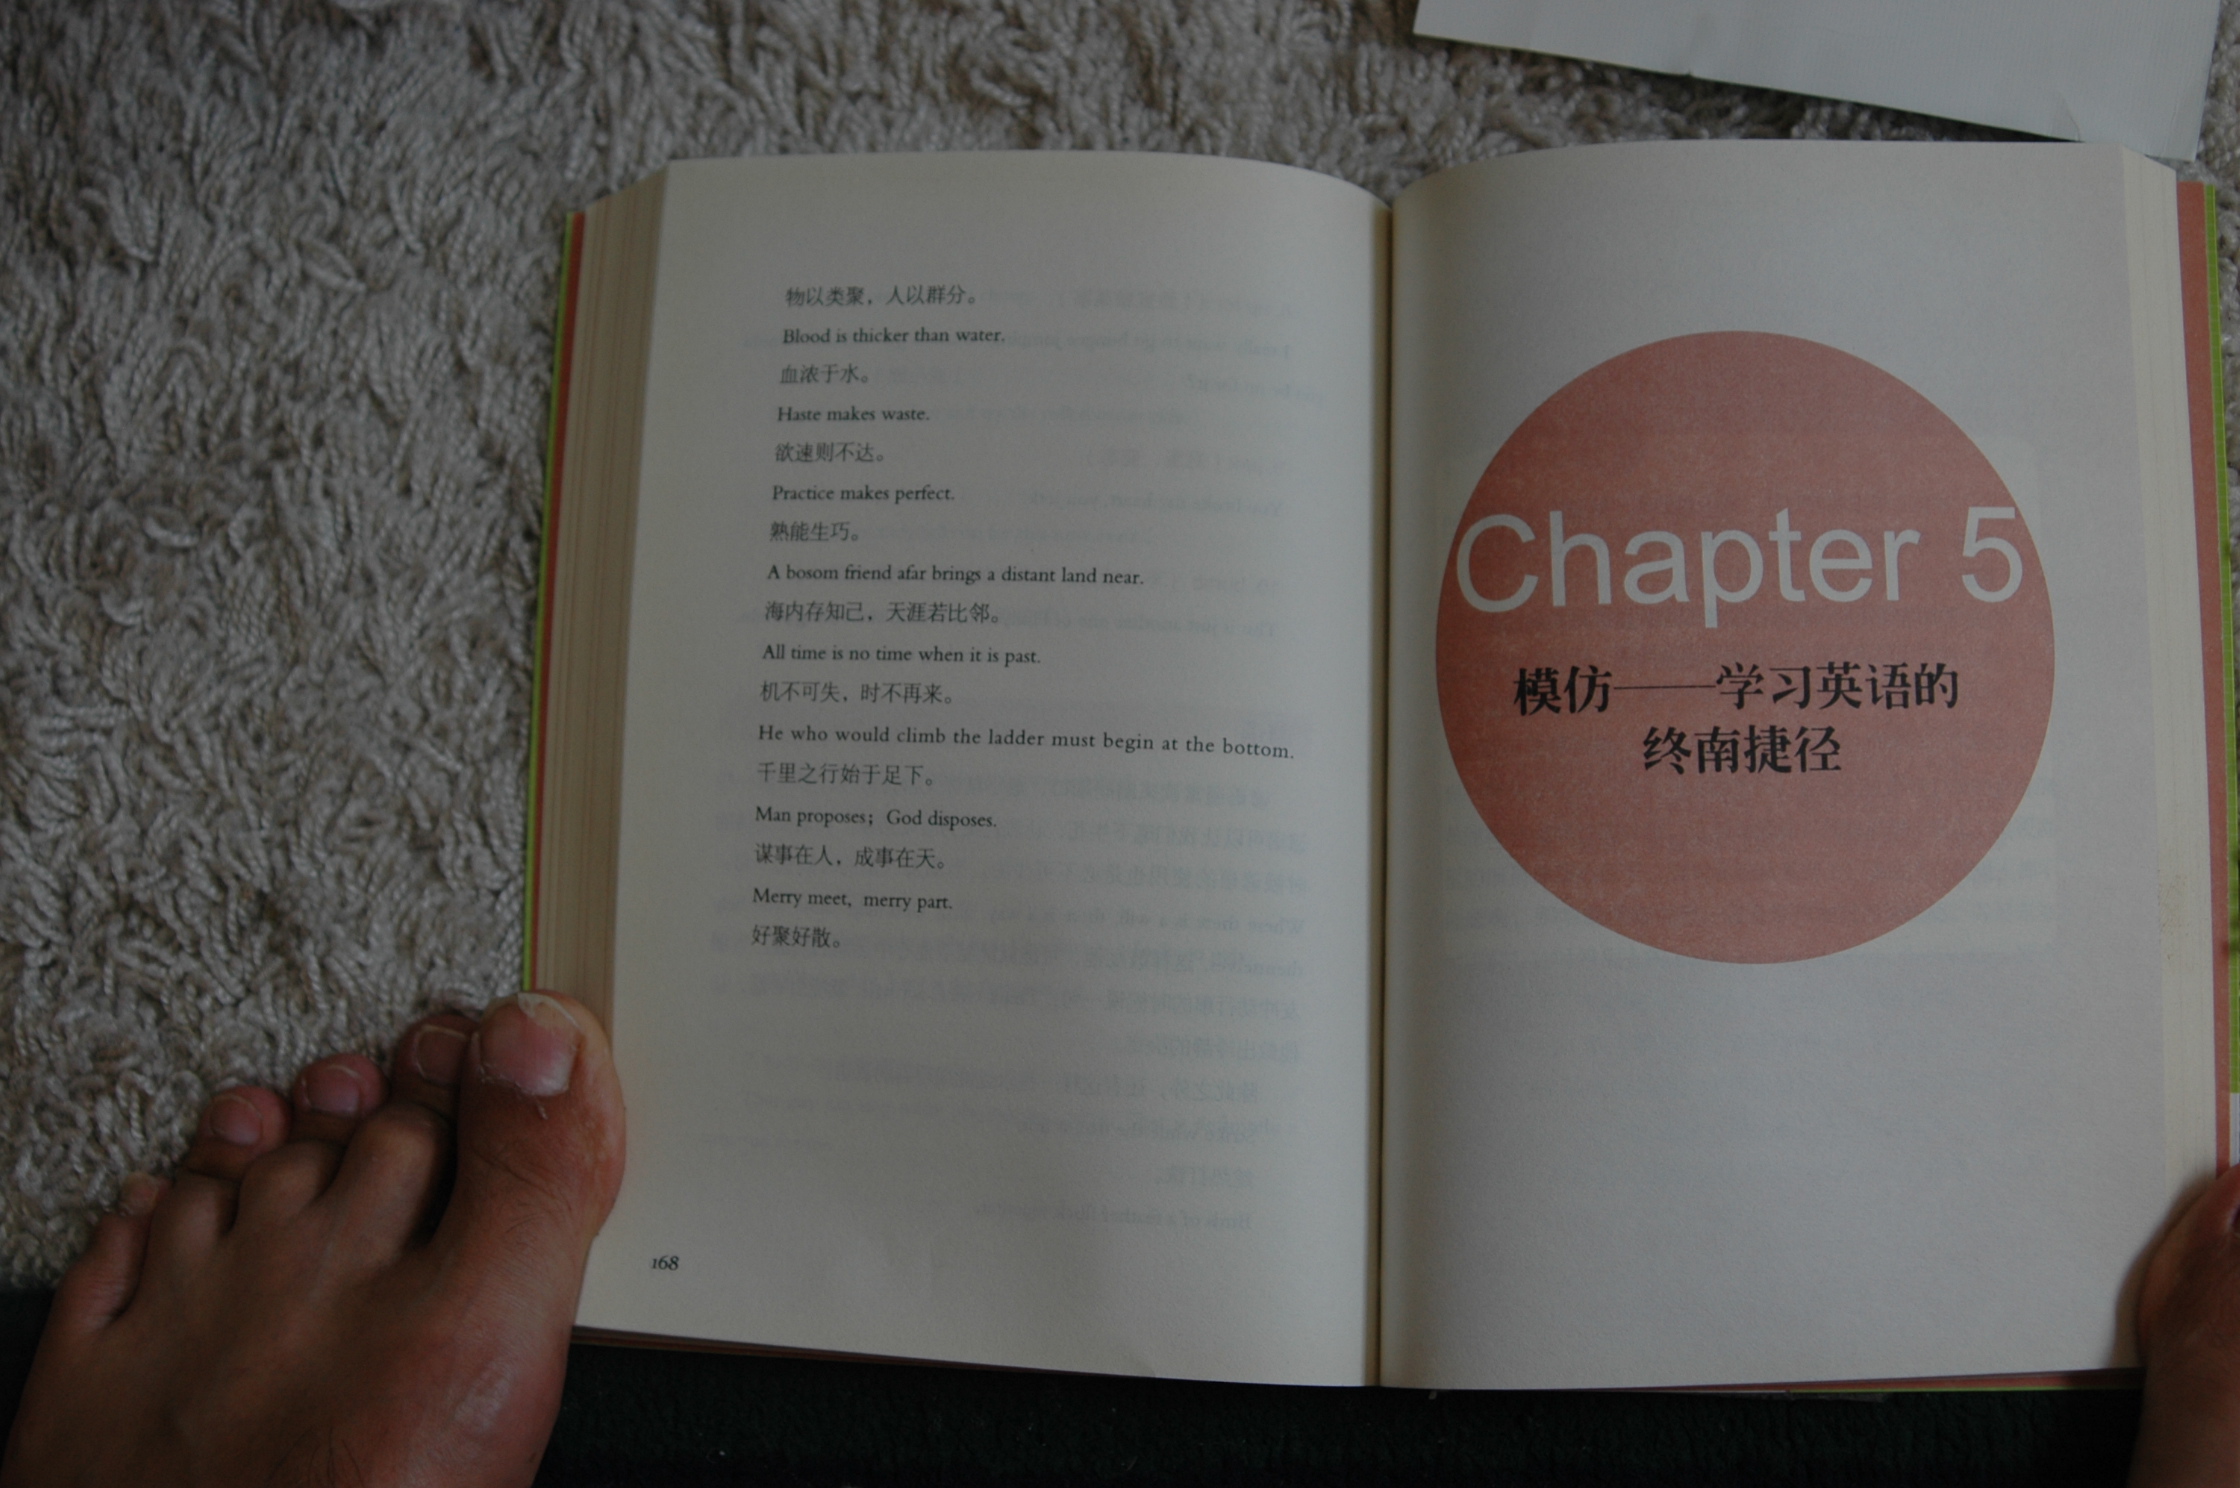 物以类聚，人以群分。
Blood is thicker than water.
血浓于水。
Haste makes waste.
欲速则不达。
Practice makes perfect.
熟能生巧。
A bosom friend afar brings a distant land near.
海内存知己，天涯若比邻。
All time is no time when it is past.
机不可失，时不再来。
He who would climb the ladder must begin at the bottom.
千里之行始于足下。
Man proposes; God disposes.
谋事在人，成事在天。
Merry meet, merry part.
好聚好散。
168
Chapter 5
模仿——学习英语的
终南捷径